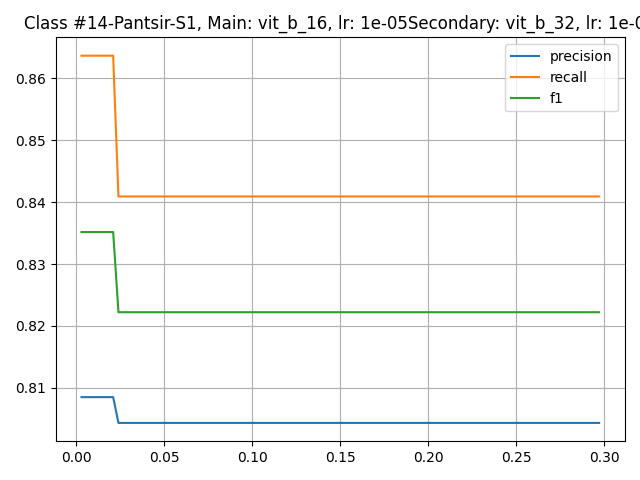 Class #14-Pantsir-S1, Main: vit_b_16, lr: 1e-05Secondary: vit_b_32, lr: 1e-0
precision
recall
f1
0.86
0.85
0.84
0.83
0.82
0.81
0.00 0.05 0.10 0.15 0.20 0.25 0.30